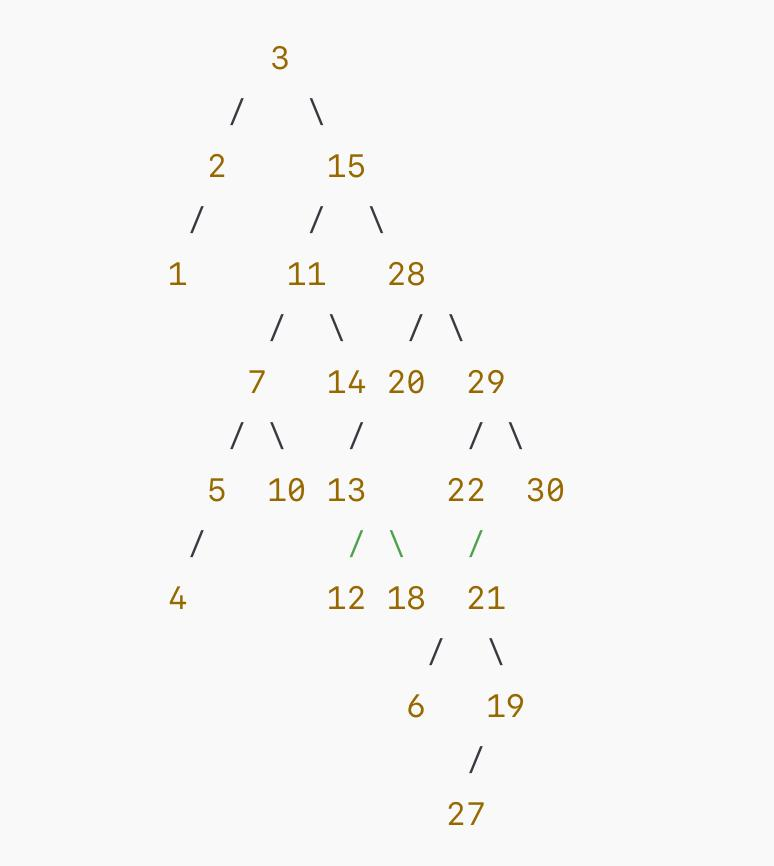 3
/ \
2 15
/ / \
1 11 28
/ \ / \
7 14 20 29
/ \ / / \
5 10 13 22 30
/ / \ /
4 12 18 21
/ \
6 19
/
27